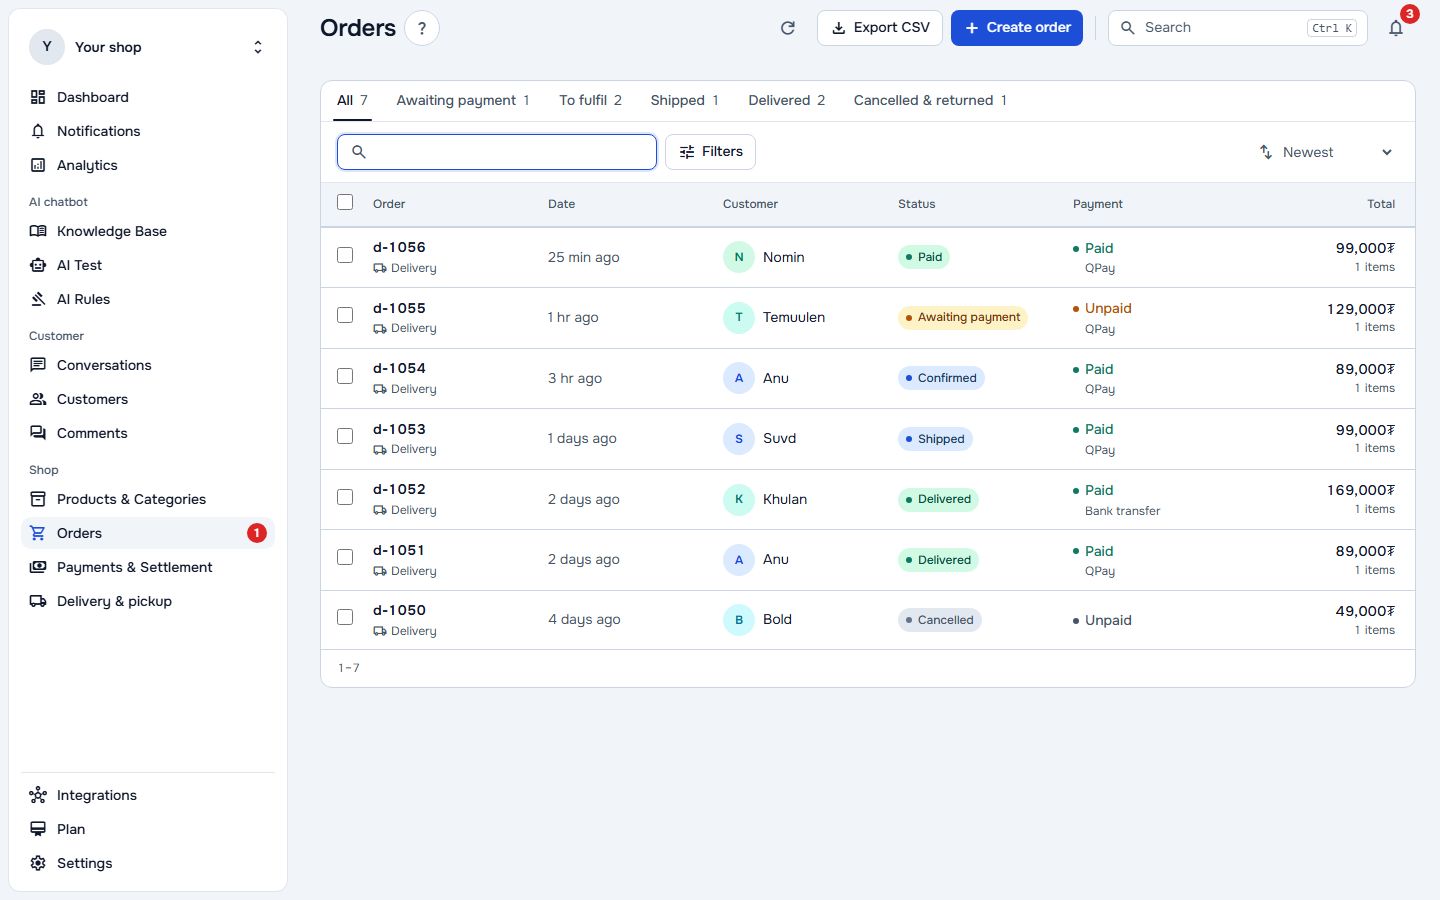 Y Your shop
Dashboard
Notifications
Analytics
AI chatbot
Knowledge Base
AI Test
AI Rules
Customer
Conversations
Customers
Comments
Shop
Products & Categories
Orders 1
Payments & Settlement
Delivery & pickup
Integrations
Plan
Settings
Orders ? Export CSV + Create order Search Ctrl K 3
All 7 Awaiting payment 1 To fulfil 2 Shipped 1 Delivered 2 Cancelled & returned 1
Filters Newest
Order Date Customer Status Payment Total
d-1056 25 min ago N Nomin Paid Paid 99,000₮
Delivery QPay 1 items
d-1055 1 hr ago T Temuulen Awaiting payment Unpaid 129,000₮
Delivery QPay 1 items
d-1054 3 hr ago A Anu Confirmed Paid 89,000₮
Delivery QPay 1 items
d-1053 1 days ago S Suvd Shipped Paid 99,000₮
Delivery QPay 1 items
d-1052 2 days ago K Khulan Delivered Paid 169,000₮
Delivery Bank transfer 1 items
d-1051 2 days ago A Anu Delivered Paid 89,000₮
Delivery QPay 1 items
d-1050 4 days ago B Bold Cancelled Unpaid 49,000₮
Delivery 1 items
1–7